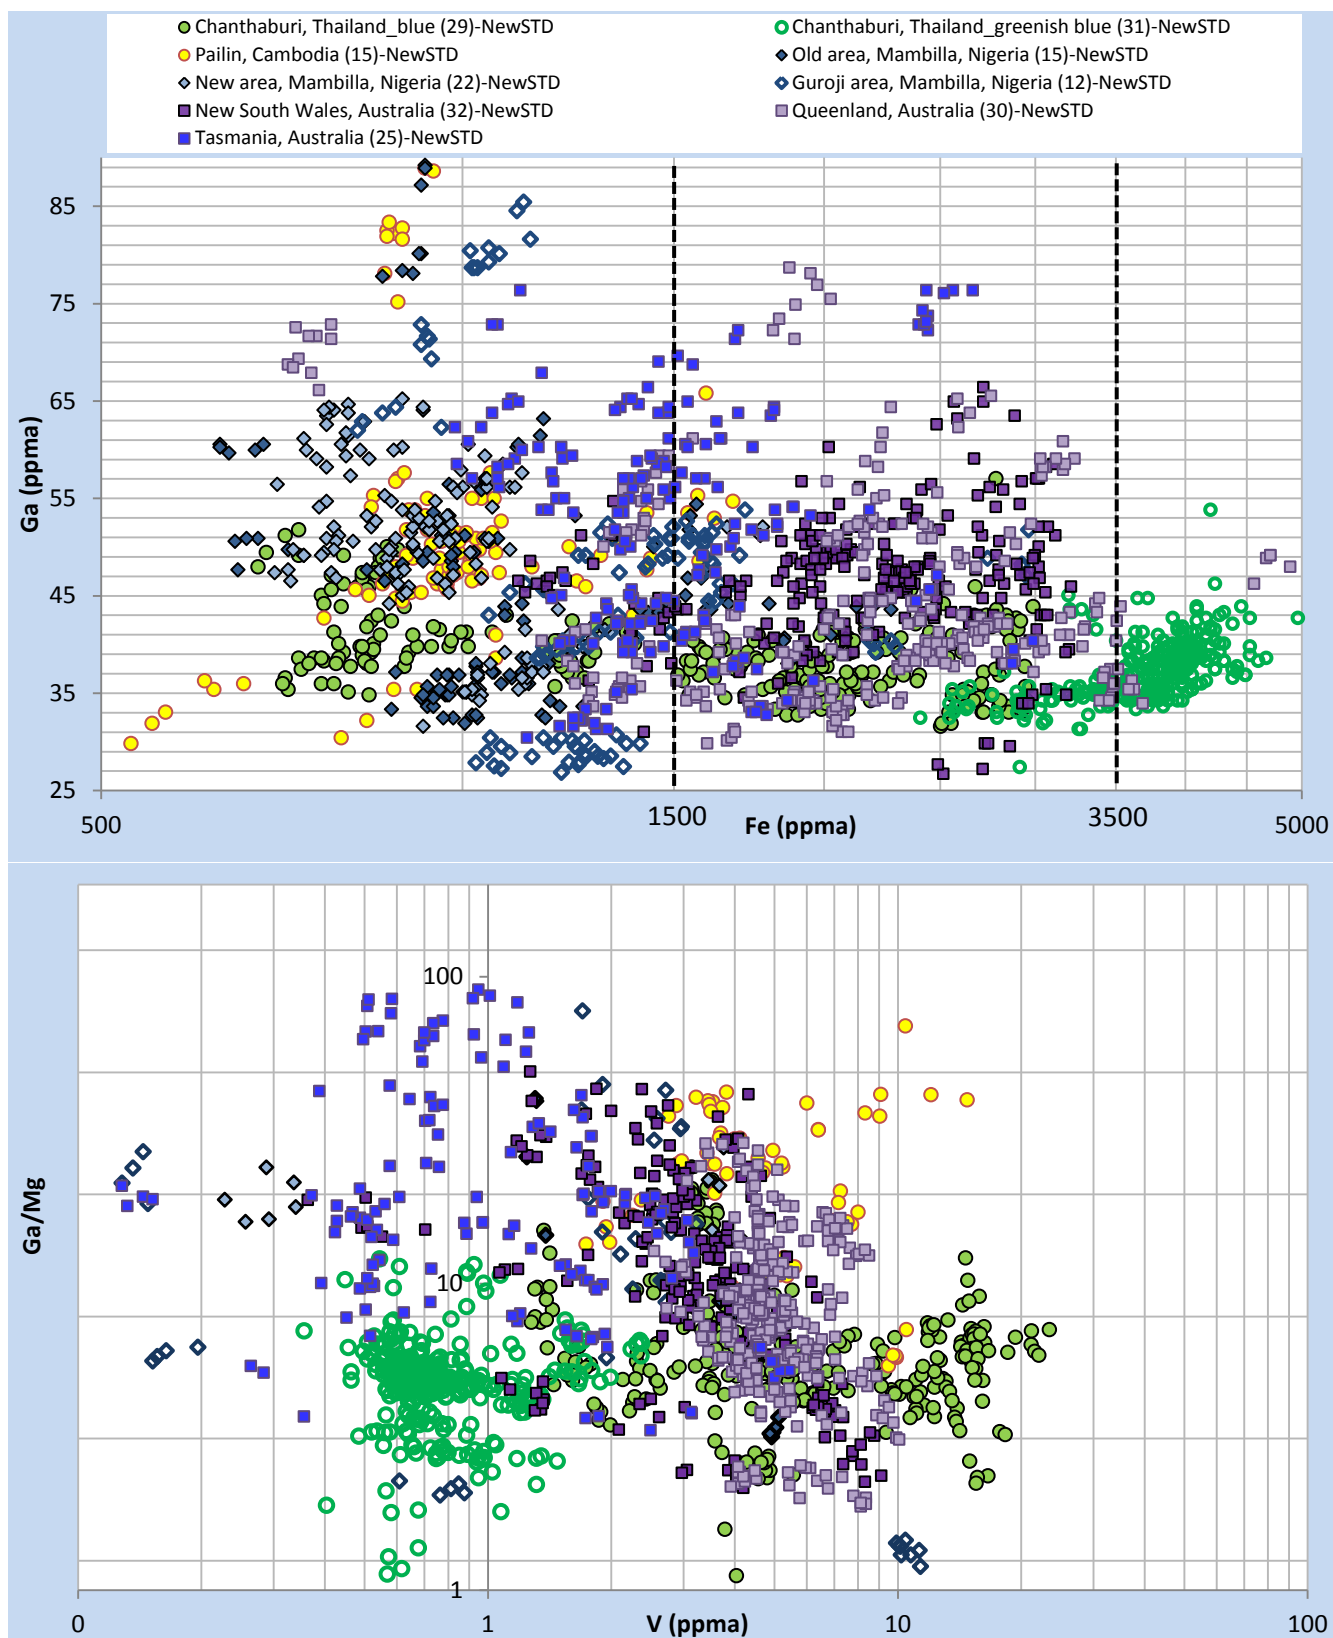 Chanthaburi, Thailand_blue (29)-NewSTD
Chanthaburi, Thailand_greenish blue (31)-NewSTD
Pailin, Cambodia (15)-NewSTD
Old area, Mambilla, Nigeria (15)-NewSTD
New area, Mambilla, Nigeria (22)-NewSTD
Guroji area, Mambilla, Nigeria (12)-NewSTD
New South Wales, Australia (32)-NewSTD
Queenland, Australia (30)-NewSTD
Tasmania, Australia (25)-NewSTD
85
75
65
55
45
35
25
Ga (ppma)
500
1500
Fe (ppma)
3500
5000
100
10
1
Ga/Mg
0
1
V (ppma)
10
100